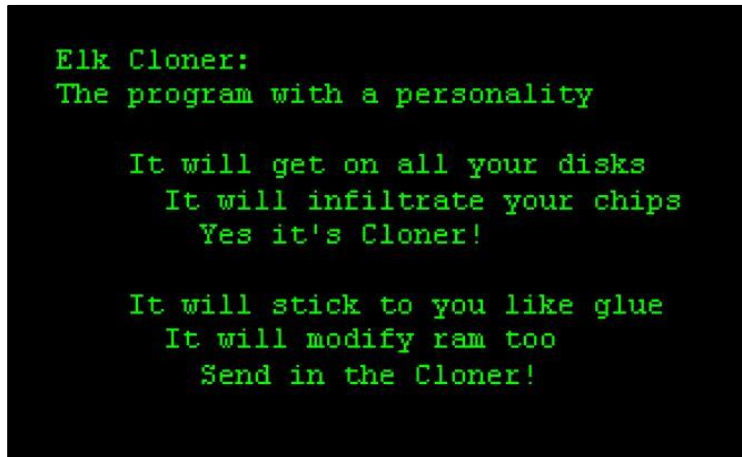 Elk Cloner:
The program with a personality
It will get on all your disks
It will infiltrate your chips
Yes it's Cloner!
It will stick to you like glue
It will modify ram too
Send in the Cloner!